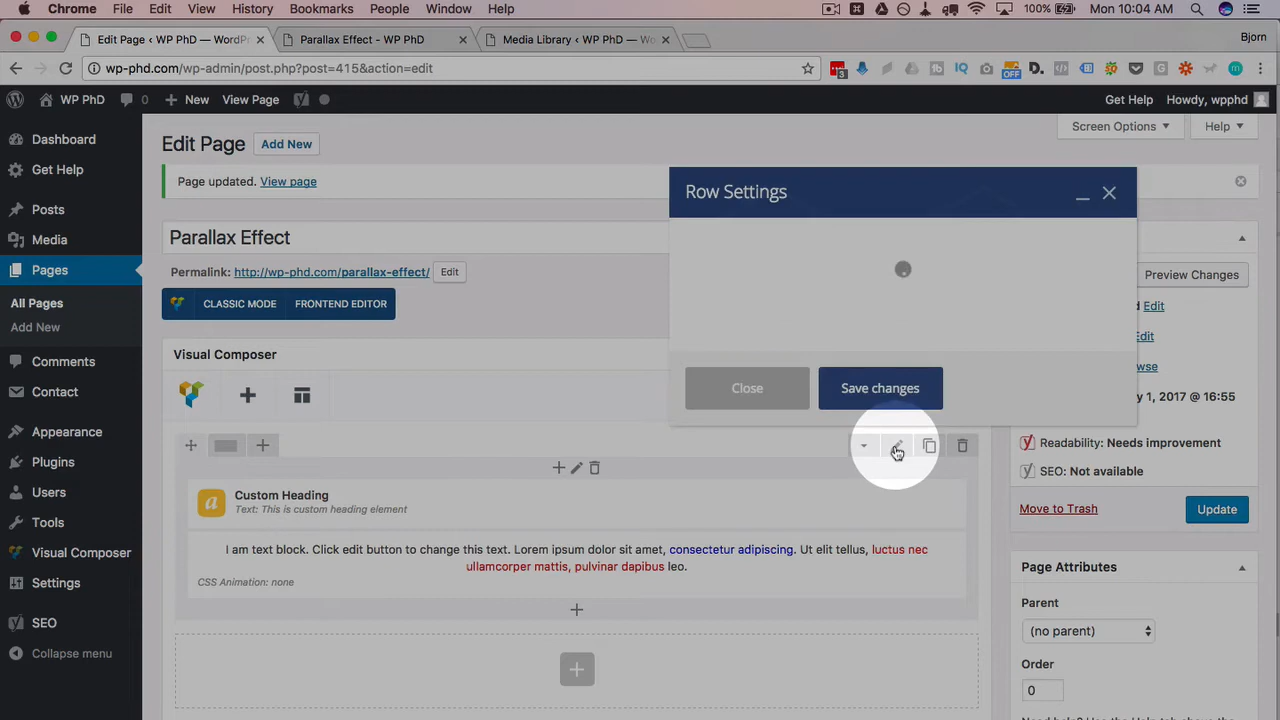 Chrome File Edit View History Bookmarks People Window Help 100% Mon 10:04 AM
Edit Page ‹ WP PhD — WordPr Parallax Effect - WP PhD Media Library ‹ WP PhD — Wo Bjorn
wp-phd.com/wp-admin/post.php?post=415&action=edit
WP PhD 0 New View Page Get Help Howdy, wpphd
Screen Options Help
Dashboard
Get Help
Posts
Media
Pages
All Pages
Add New
Comments
Contact
Appearance
Plugins
Users
Tools
Visual Composer
Settings
SEO
Collapse menu
Edit Page Add New
Page updated. View page
Parallax Effect
Permalink: http://wp-phd.com/parallax-effect/ Edit
CLASSIC MODE FRONTEND EDITOR
Visual Composer
Custom Heading
Text: This is custom heading element
I am text block. Click edit button to change this text. Lorem ipsum dolor sit amet, consectetur adipiscing. Ut elit tellus, luctus nec
ullamcorper mattis, pulvinar dapibus leo.
CSS Animation: none
Row Settings
Close Save changes
Preview Changes
Edit
Edit
1, 2017 @ 16:55
Readability: Needs improvement
SEO: Not available
Move to Trash Update
Page Attributes
Parent
(no parent)
Order
0